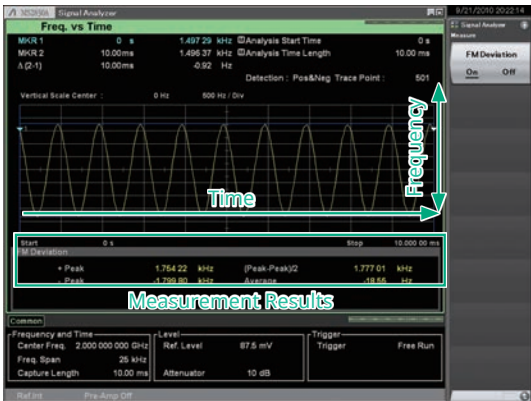 MS2690A Signal Analyzer
9/21/2010 20:22:14
Freq. vs Time
MKR 1 0 s 1.497 29 kHz Analysis Start Time 0 s
MKR 2 10.00ms 1.496 37 kHz Analysis Time Length 10.00 ms
Δ(2-1) 10.00ms -0.92 Hz
Detection : Pos&Neg Trace Point : 501
Vertical Scale Center : 0 Hz 500 Hz / Div
Signal Analyzer
Measure
FM Deviation
On Off
Frequency
Time
Start 0 s Stop 10.000 00 ms
FM Deviation
+ Peak 1.754 22 kHz (Peak-Peak)/2 1.777 01 kHz
- Peak -1.799 80 kHz Average -18.55 Hz
Measurement Results
Common
Frequency and Time
Center Freq. 2.000 000 000 GHz
Freq. Span 25 kHz
Capture Length 10.00 ms
Level
Ref. Level 87.5 mV
Attenuator 10 dB
Trigger
Trigger Free Run
Ref.Int Pre-Amp Off